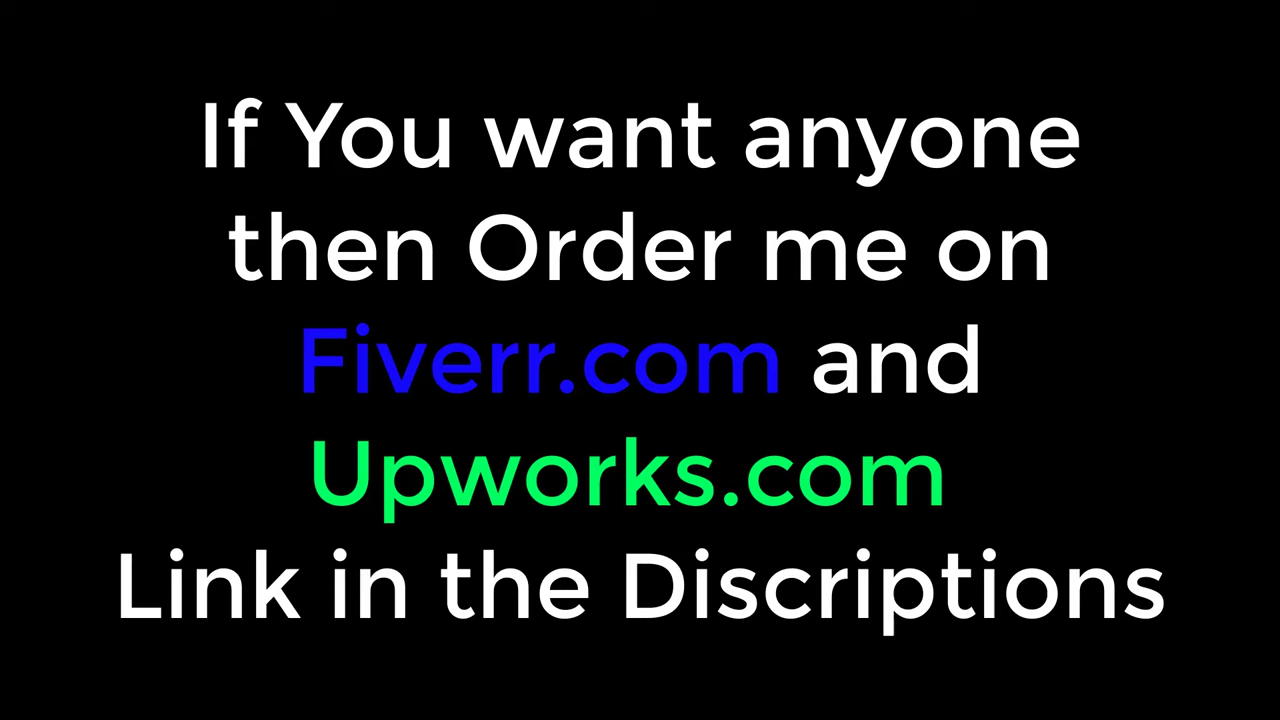 If You want anyone
then Order me on
Fiverr.com and
Upworks.com
Link in the Discriptions